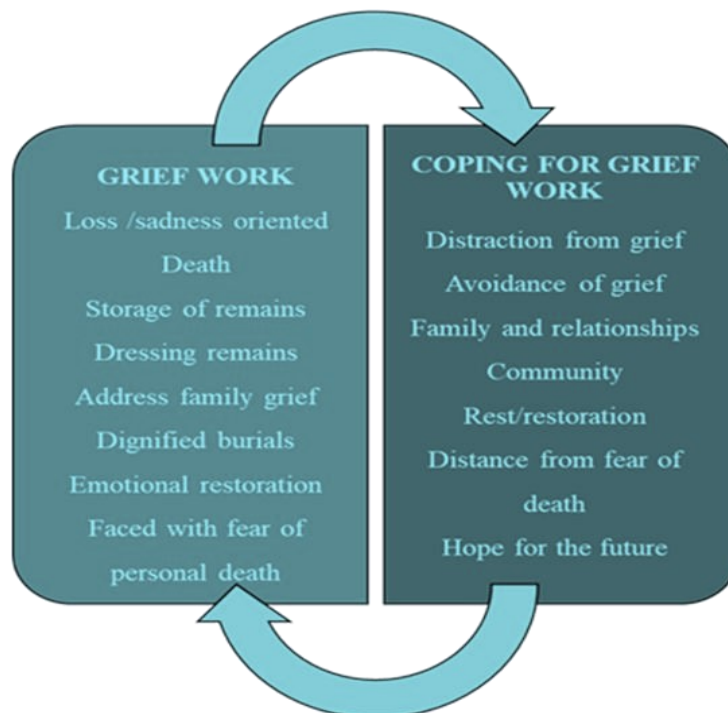 GRIEF WORK
Loss /sadness oriented
Death
Storage of remains
Dressing remains
Address family grief
Dignified burials
Emotional restoration
Faced with fear of
personal death
COPING FOR GRIEF
WORK
Distraction from grief
Avoidance of grief
Family and relationships
Community
Rest/restoration
Distance from fear of
death
Hope for the future